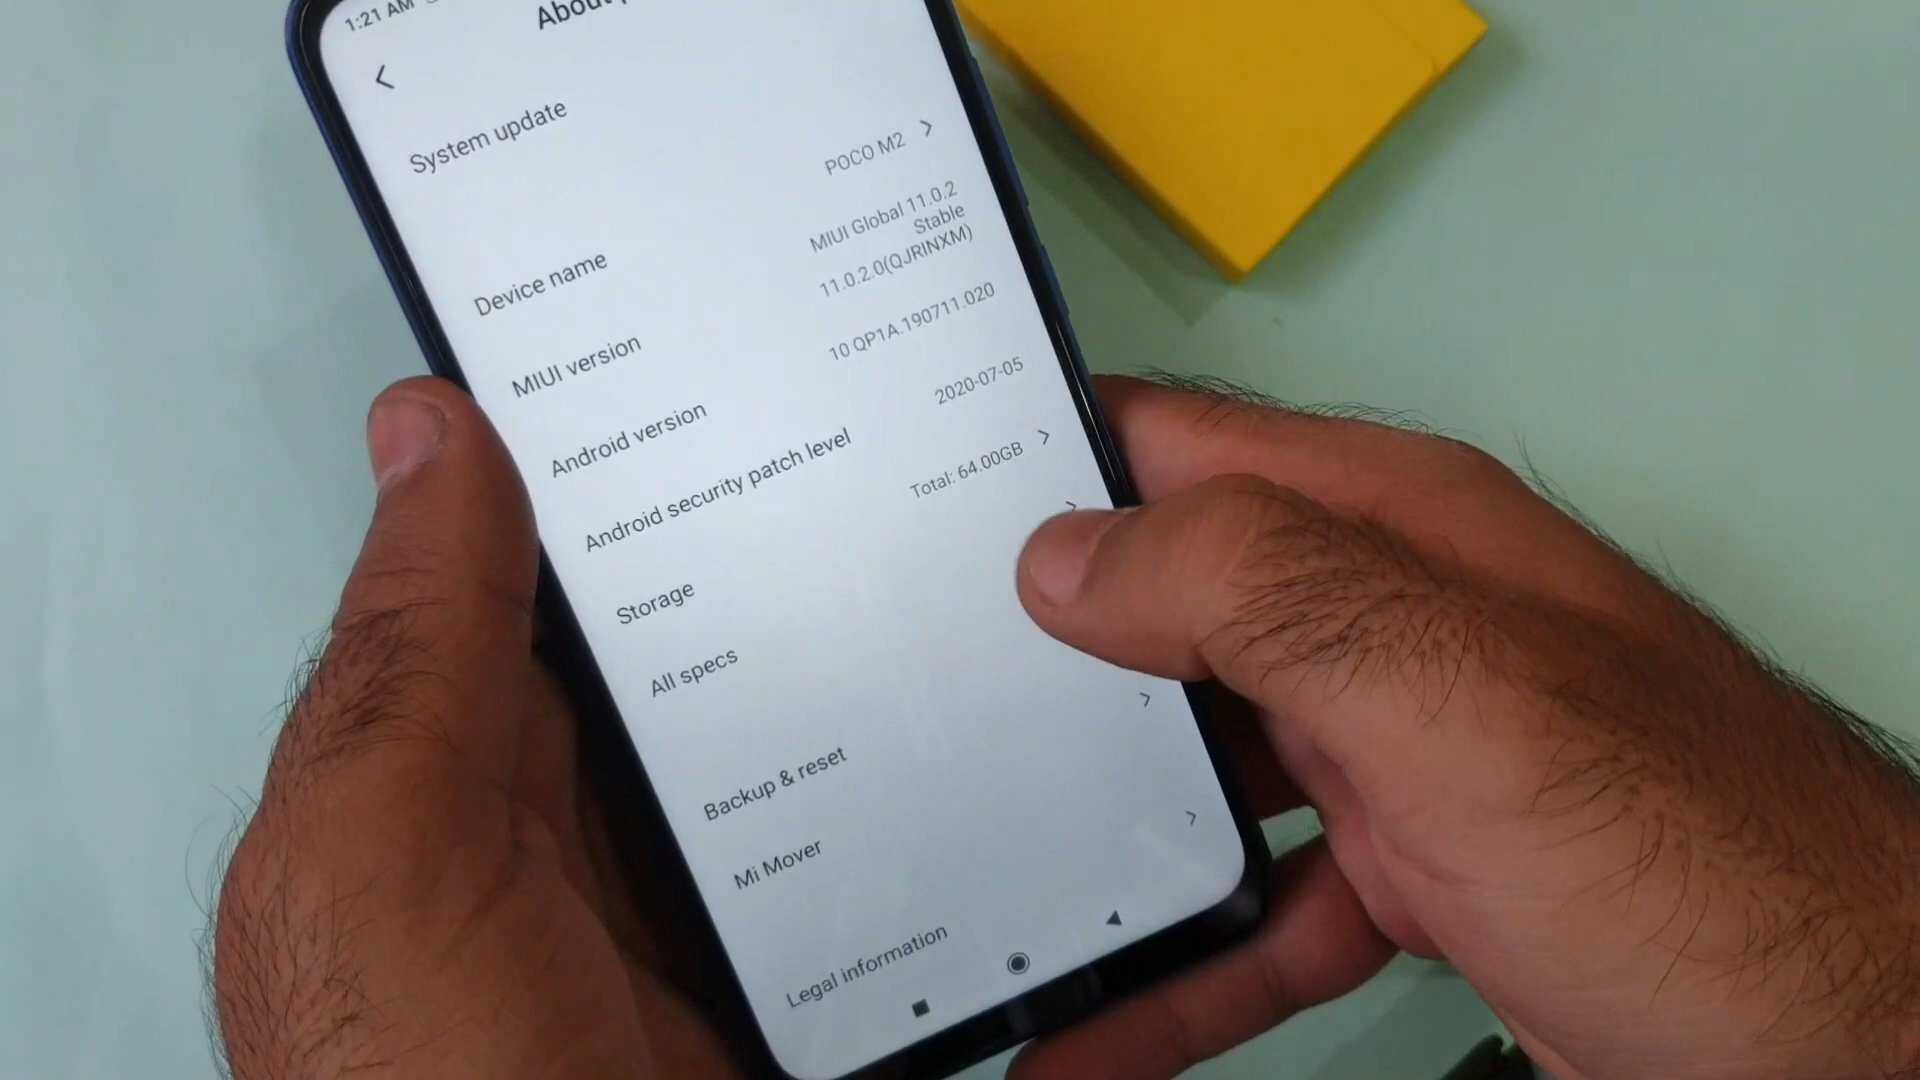 1:21 AM
About
System update
Device name
POCO M2
MIUI version
MIUI Global 11.0.2
Stable
11.0.2.0(QJRINXM)
Android version
10 QP1A.190711.020
Android security patch level
2020-07-05
Storage
Total: 64.00GB
All specs
Backup & reset
Mi Mover
Legal information